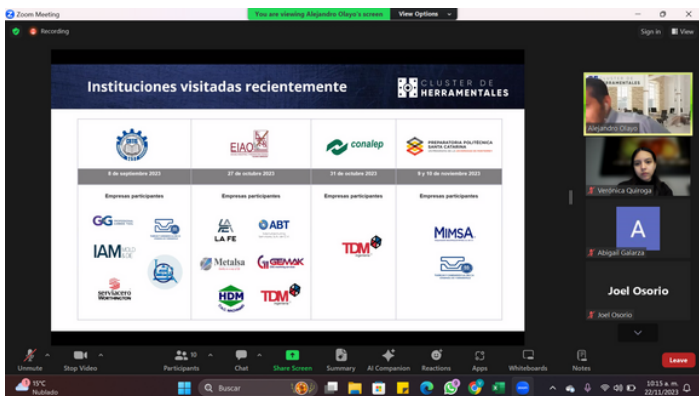 Zoom Meeting
You are viewing Alejandro Olayo's screen
View Options
Recording
Sign in
View
Instituciones visitadas recientemente
CLUSTER DE
HERRAMENTALES
EIAO
conalep
PREPARATORIA POLITÉCNICA
SANTA CATARINA
8 de septiembre 2023
27 de octubre 2023
31 de octubre 2023
9 y 10 de noviembre 2023
Empresas participantes
Empresas participantes
Empresas participantes
Empresas participantes
GG
IAM MOLD
& DIE
serviacero
WORTHINGTON
LA FE
ABT
Metalsa
GEMAK
HDM
TDM
TDM
MIMSA
Alejandro Olayo
Verónica Quiroga
A
Abigail Galarza
Joel Osorio
Joel Osorio
Unmute
Stop Video
Participants
10
Chat
Share Screen
Summary
AI Companion
Reactions
Apps
Whiteboards
Notes
Leave
15°C
Nublado
Buscar
10:15 a. m.
22/11/2023